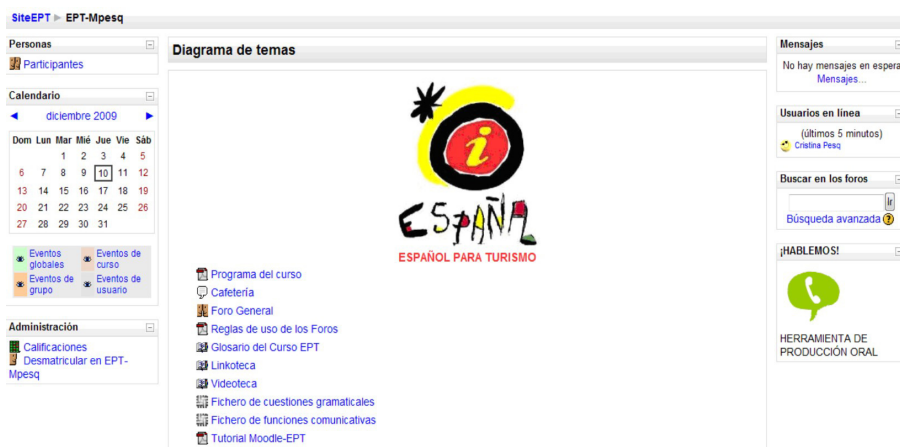 SiteEPT ► EPT-Mpesq
Personas
Participantes
Calendario
◄ diciembre 2009 ►
Dom Lun Mar Mié Jue Vie Sáb
1 2 3 4 5
6 7 8 9 10 11 12
13 14 15 16 17 18 19
20 21 22 23 24 25 26
27 28 29 30 31
Eventos globales
Eventos de curso
Eventos de grupo
Eventos de usuario
Administración
Calificaciones
Desmatricular en EPT-
Mpesq
Diagrama de temas
i
ESPAÑA
ESPAÑOL PARA TURISMO
Programa del curso
Cafetería
Foro General
Reglas de uso de los Foros
Glosario del Curso EPT
Linkoteca
Videoteca
Fichero de cuestiones gramaticales
Fichero de funciones comunicativas
Tutorial Moodle-EPT
Mensajes
No hay mensajes en espera
Mensajes...
Usuarios en línea
(últimos 5 minutos)
Cristina Pesq
Buscar en los foros
Ir
Búsqueda avanzada ?
¡HABLEMOS!
HERRAMIENTA DE
PRODUCCIÓN ORAL